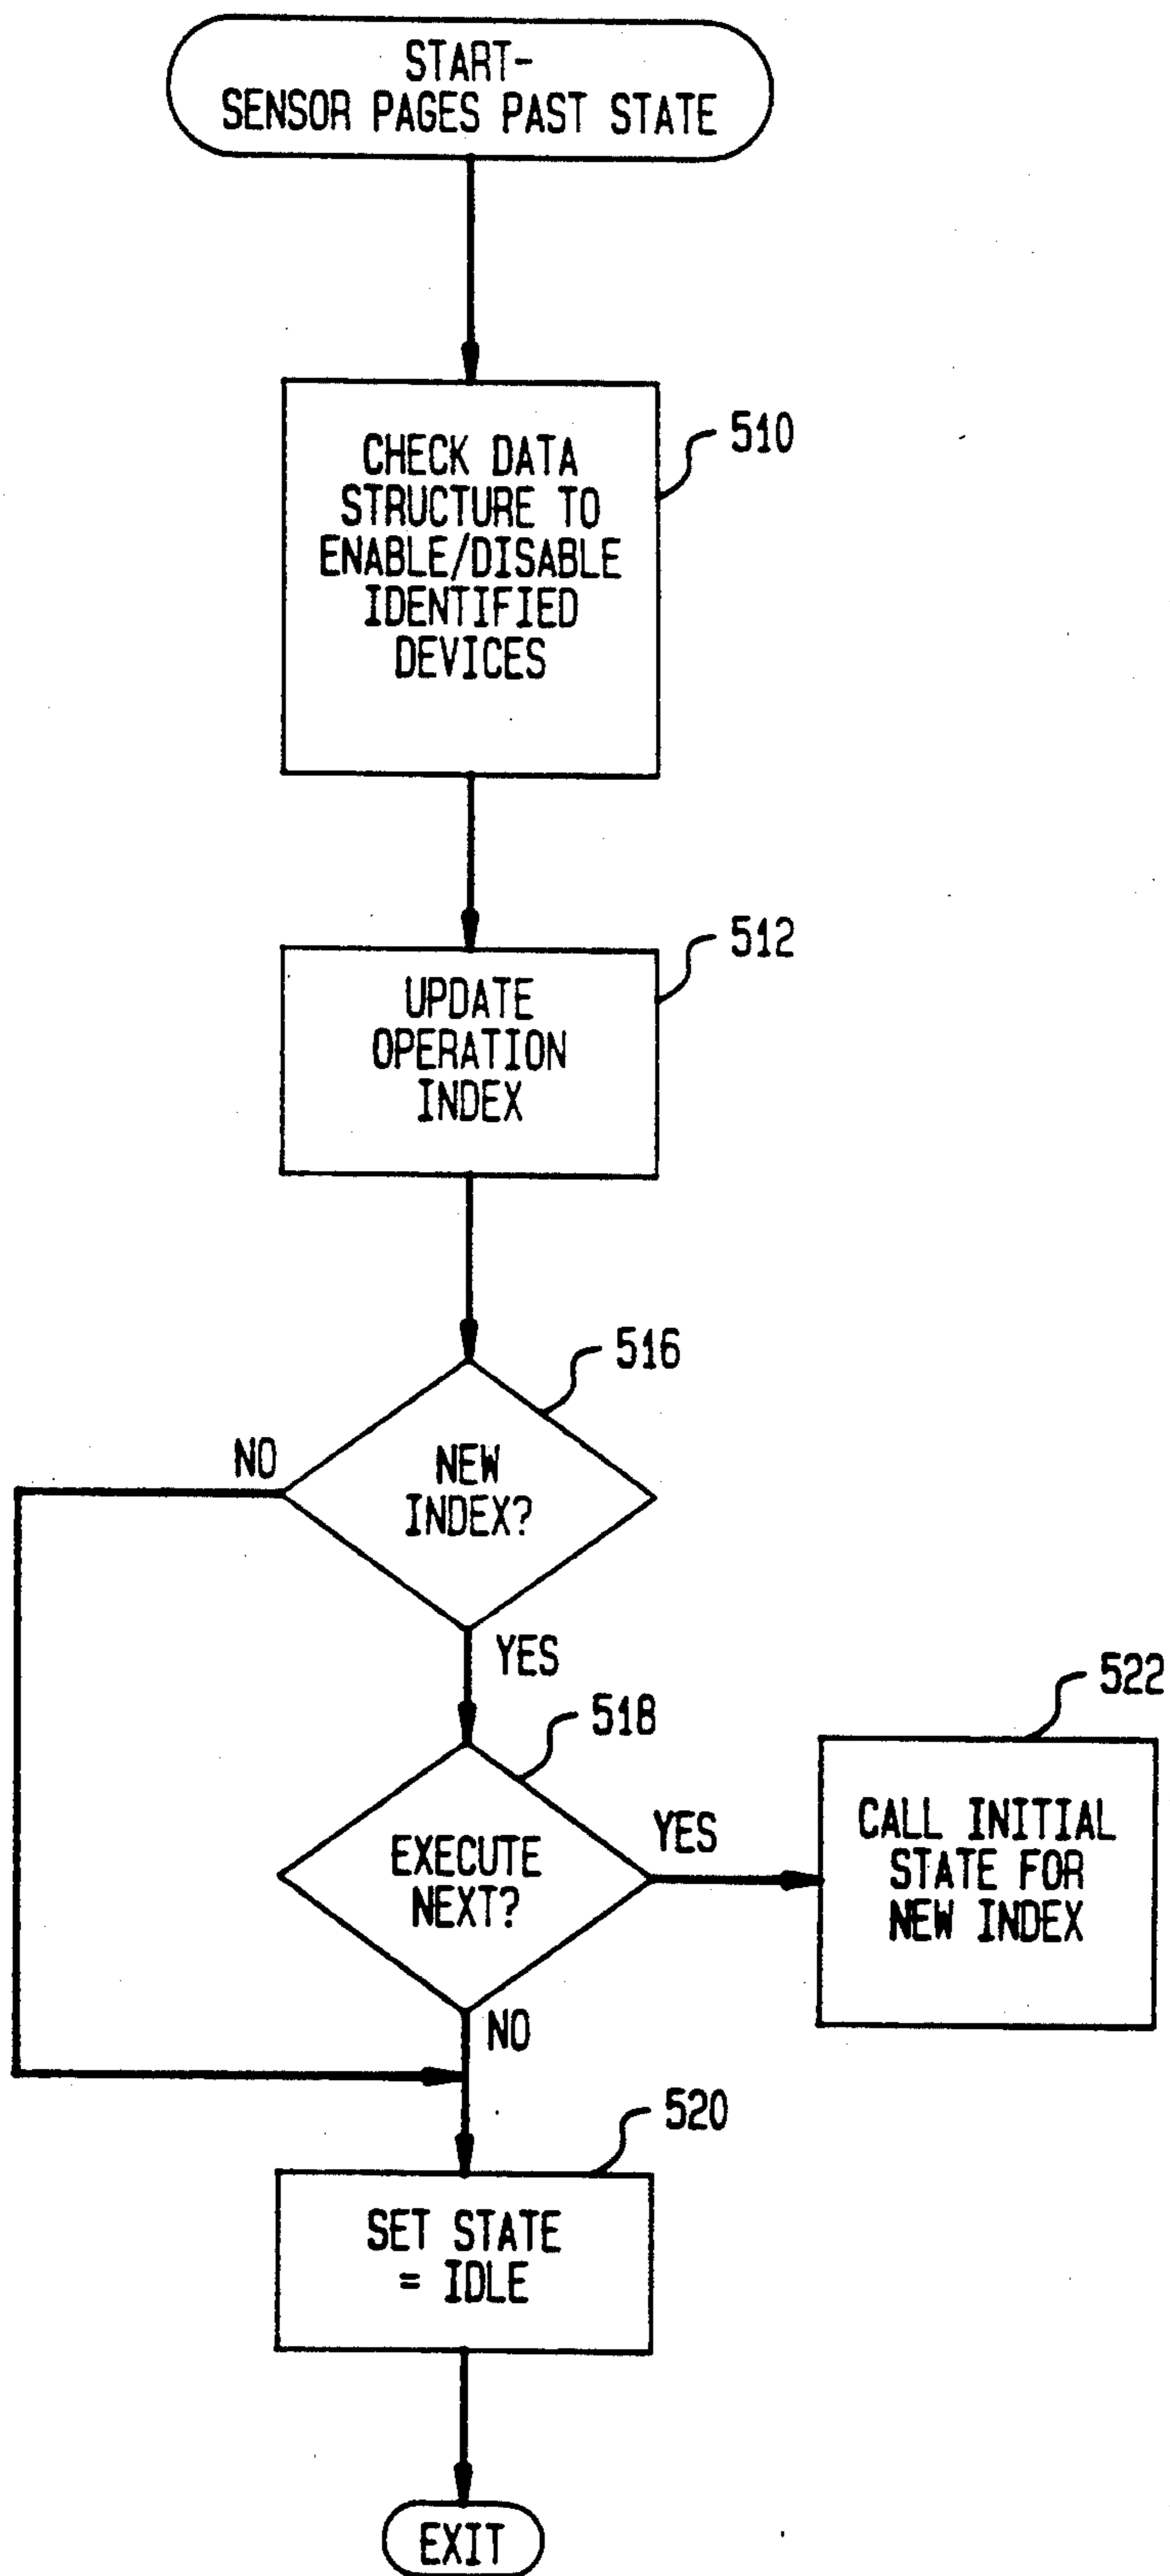 START-
SENSOR PAGES PAST STATE
510
CHECK DATA
STRUCTURE TO
ENABLE/DISABLE
IDENTIFIED
DEVICES
512
UPDATE
OPERATION
INDEX
516
NO
NEW
INDEX?
YES
518
522
EXECUTE
NEXT?
YES
CALL INITIAL
STATE FOR
NEW INDEX
NO
520
SET STATE
= IDLE
EXIT